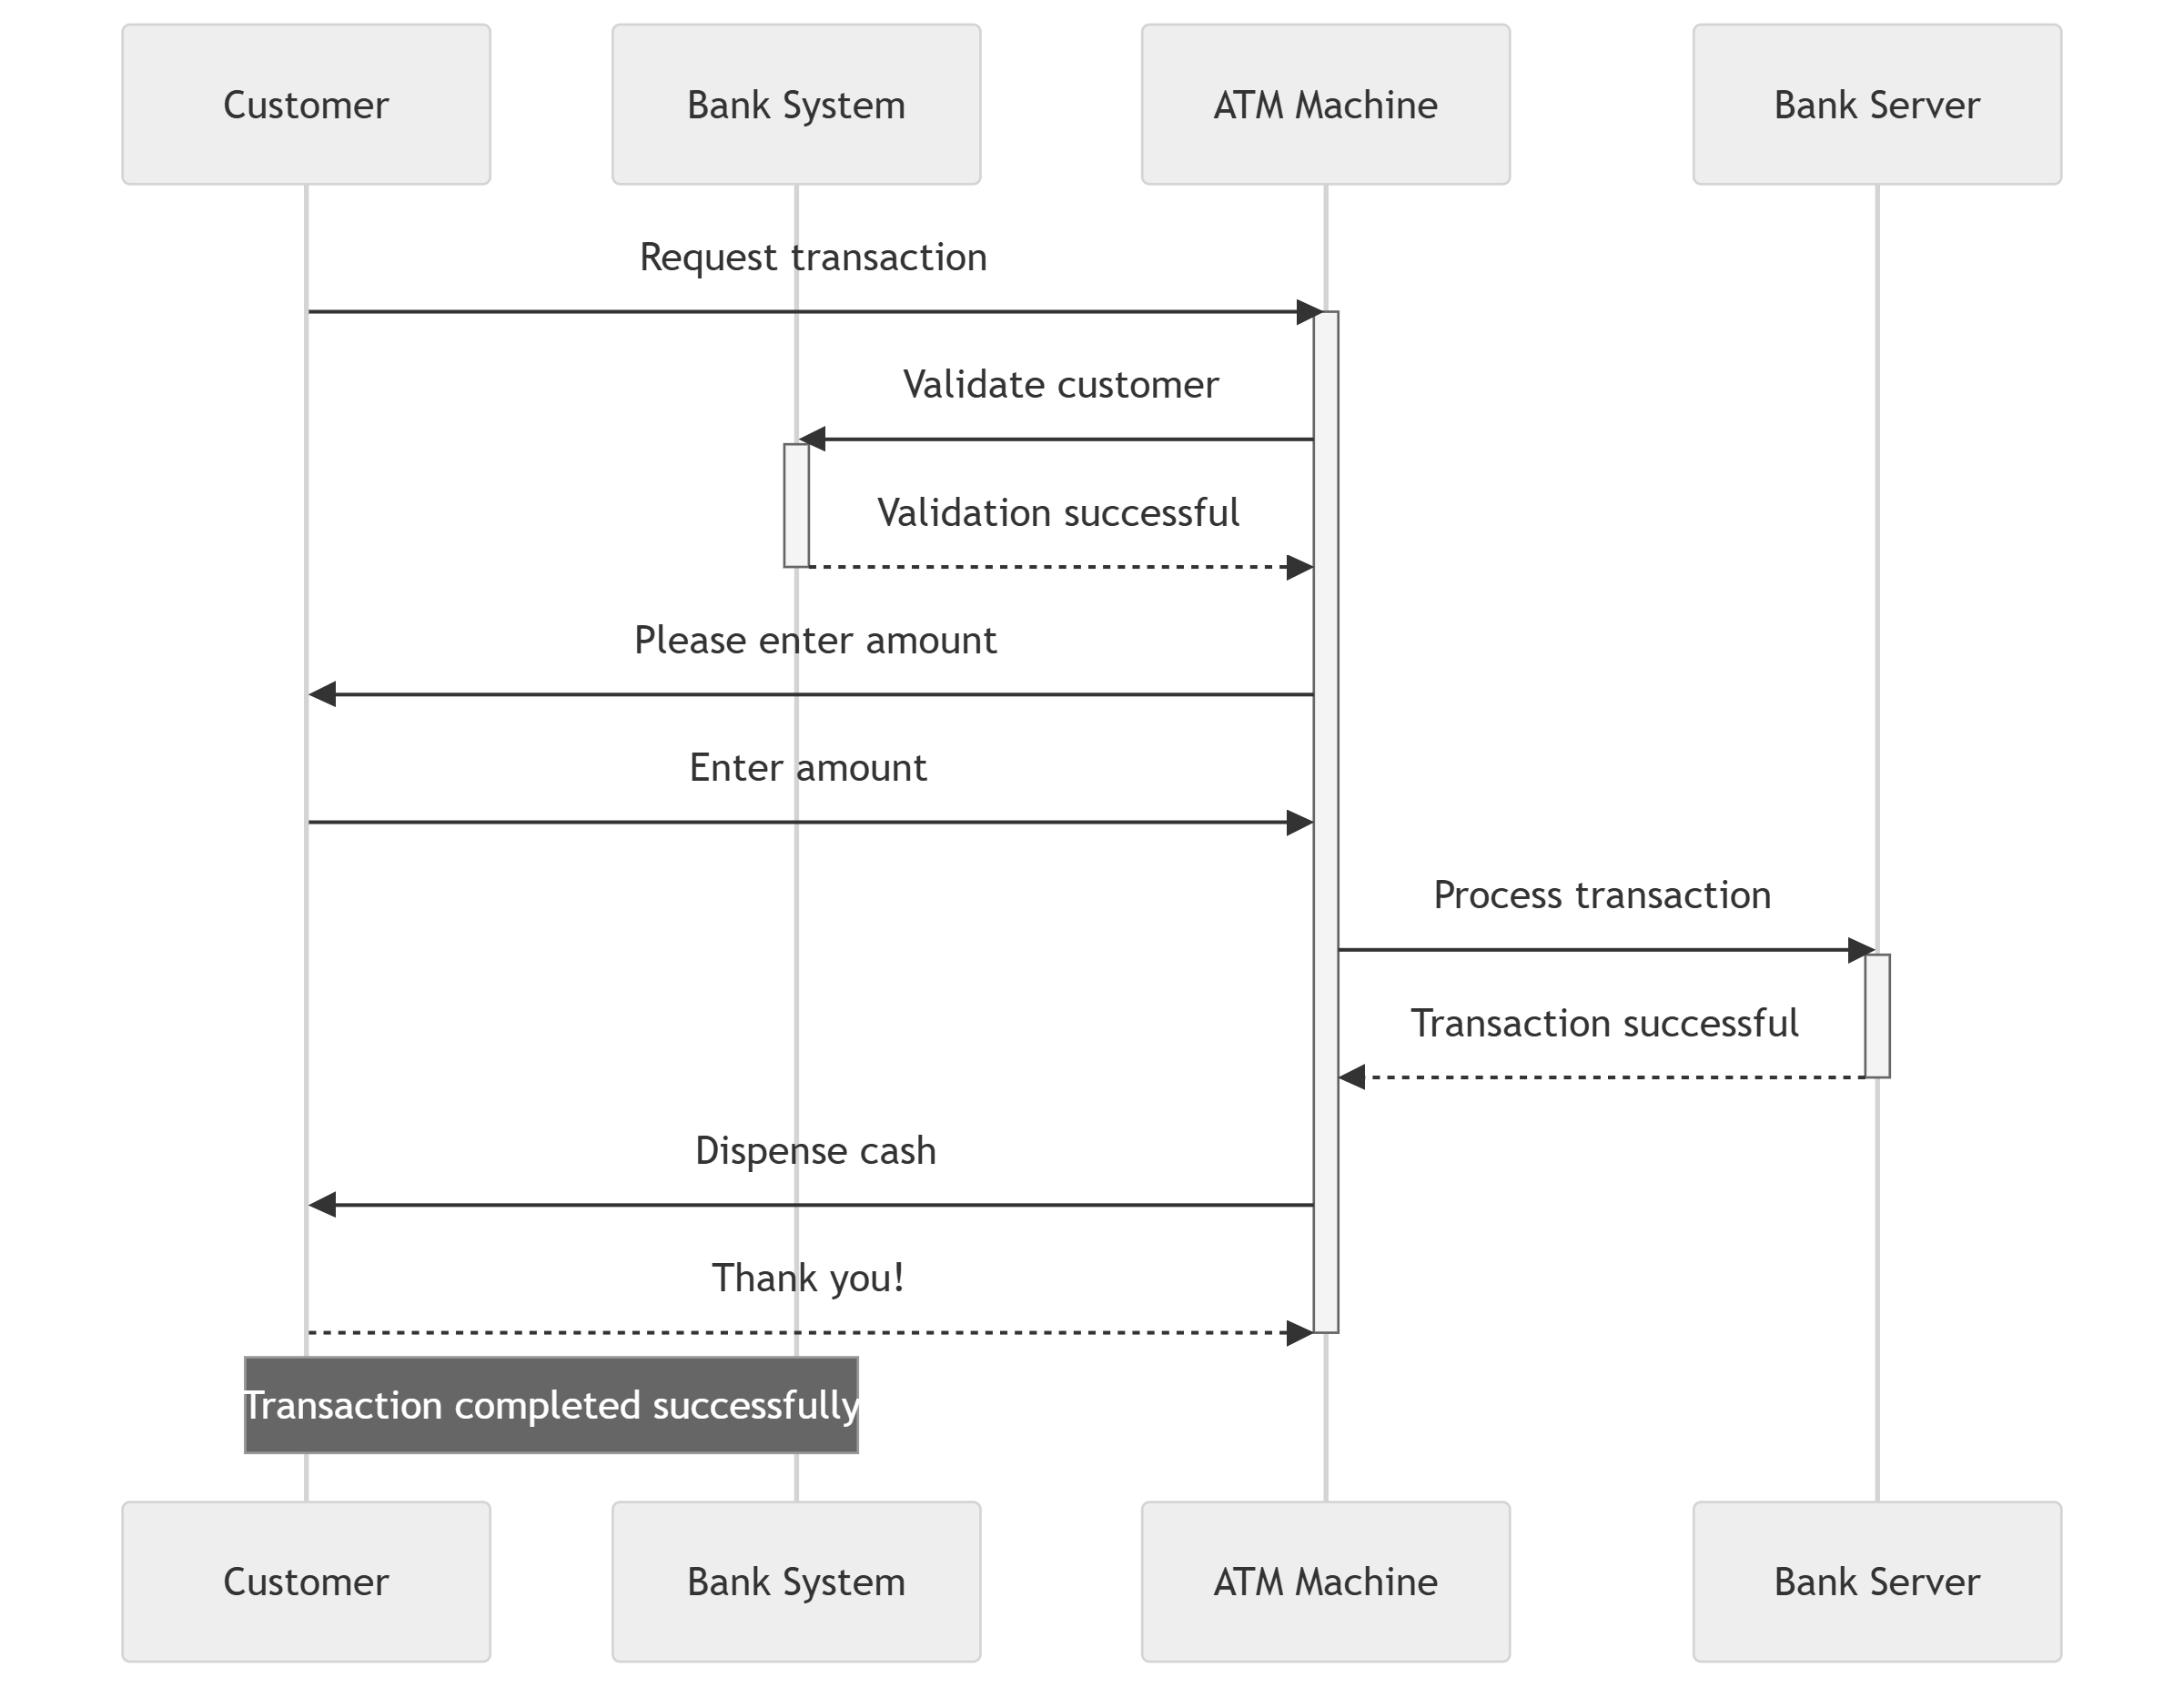 Customer
Bank System
ATM Machine
Bank Server
Request transaction
Validate customer
Validation successful
Please enter amount
Enter amount
Process transaction
Transaction successful
Dispense cash
Thank you!
Transaction completed successfully
Customer
Bank System
ATM Machine
Bank Server